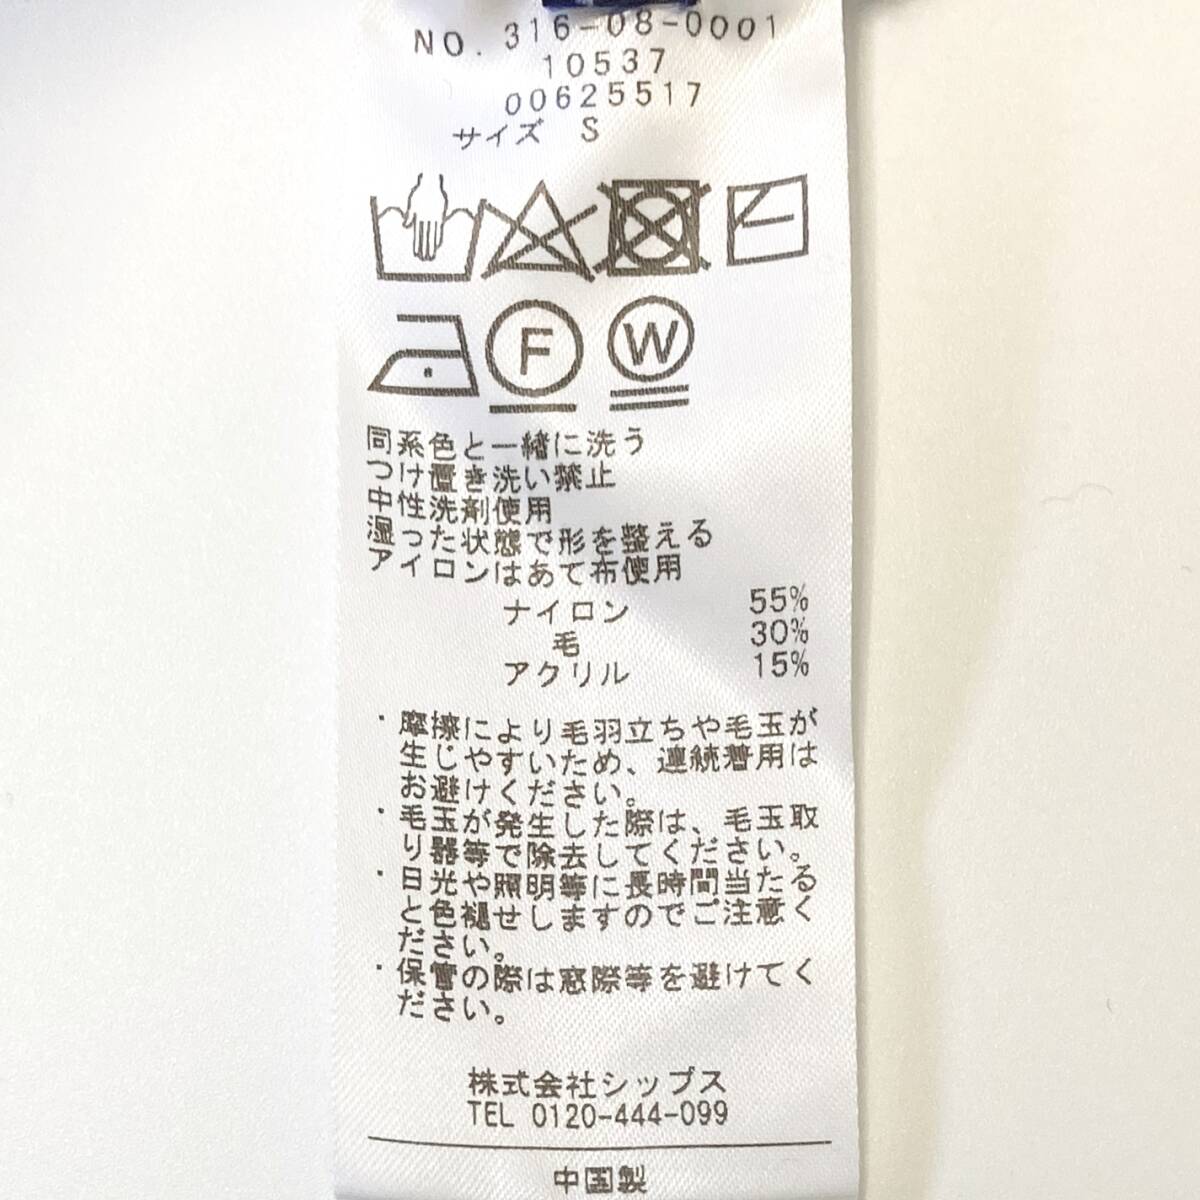 NO. 316-08-0001
10537
00625517
サイズ S
F W
同系色と一緒に洗う
つけ置き洗い禁止
中性洗剤使用
湿った状態で形を整える
アイロンはあて布使用
ナイロン 55%
毛 30%
アクリル 15%
・摩擦により毛羽立ちや毛玉が
生じやすいため、連続着用は
お避けください。
・毛玉が発生した際は、毛玉取
り器等で除去してください。
・日光や照明等に長時間当たる
と色褪せしますのでご注意く
ださい。
・保管の際は窓際等を避けてく
ださい。
株式会社シップス
TEL 0120-444-099
中国製